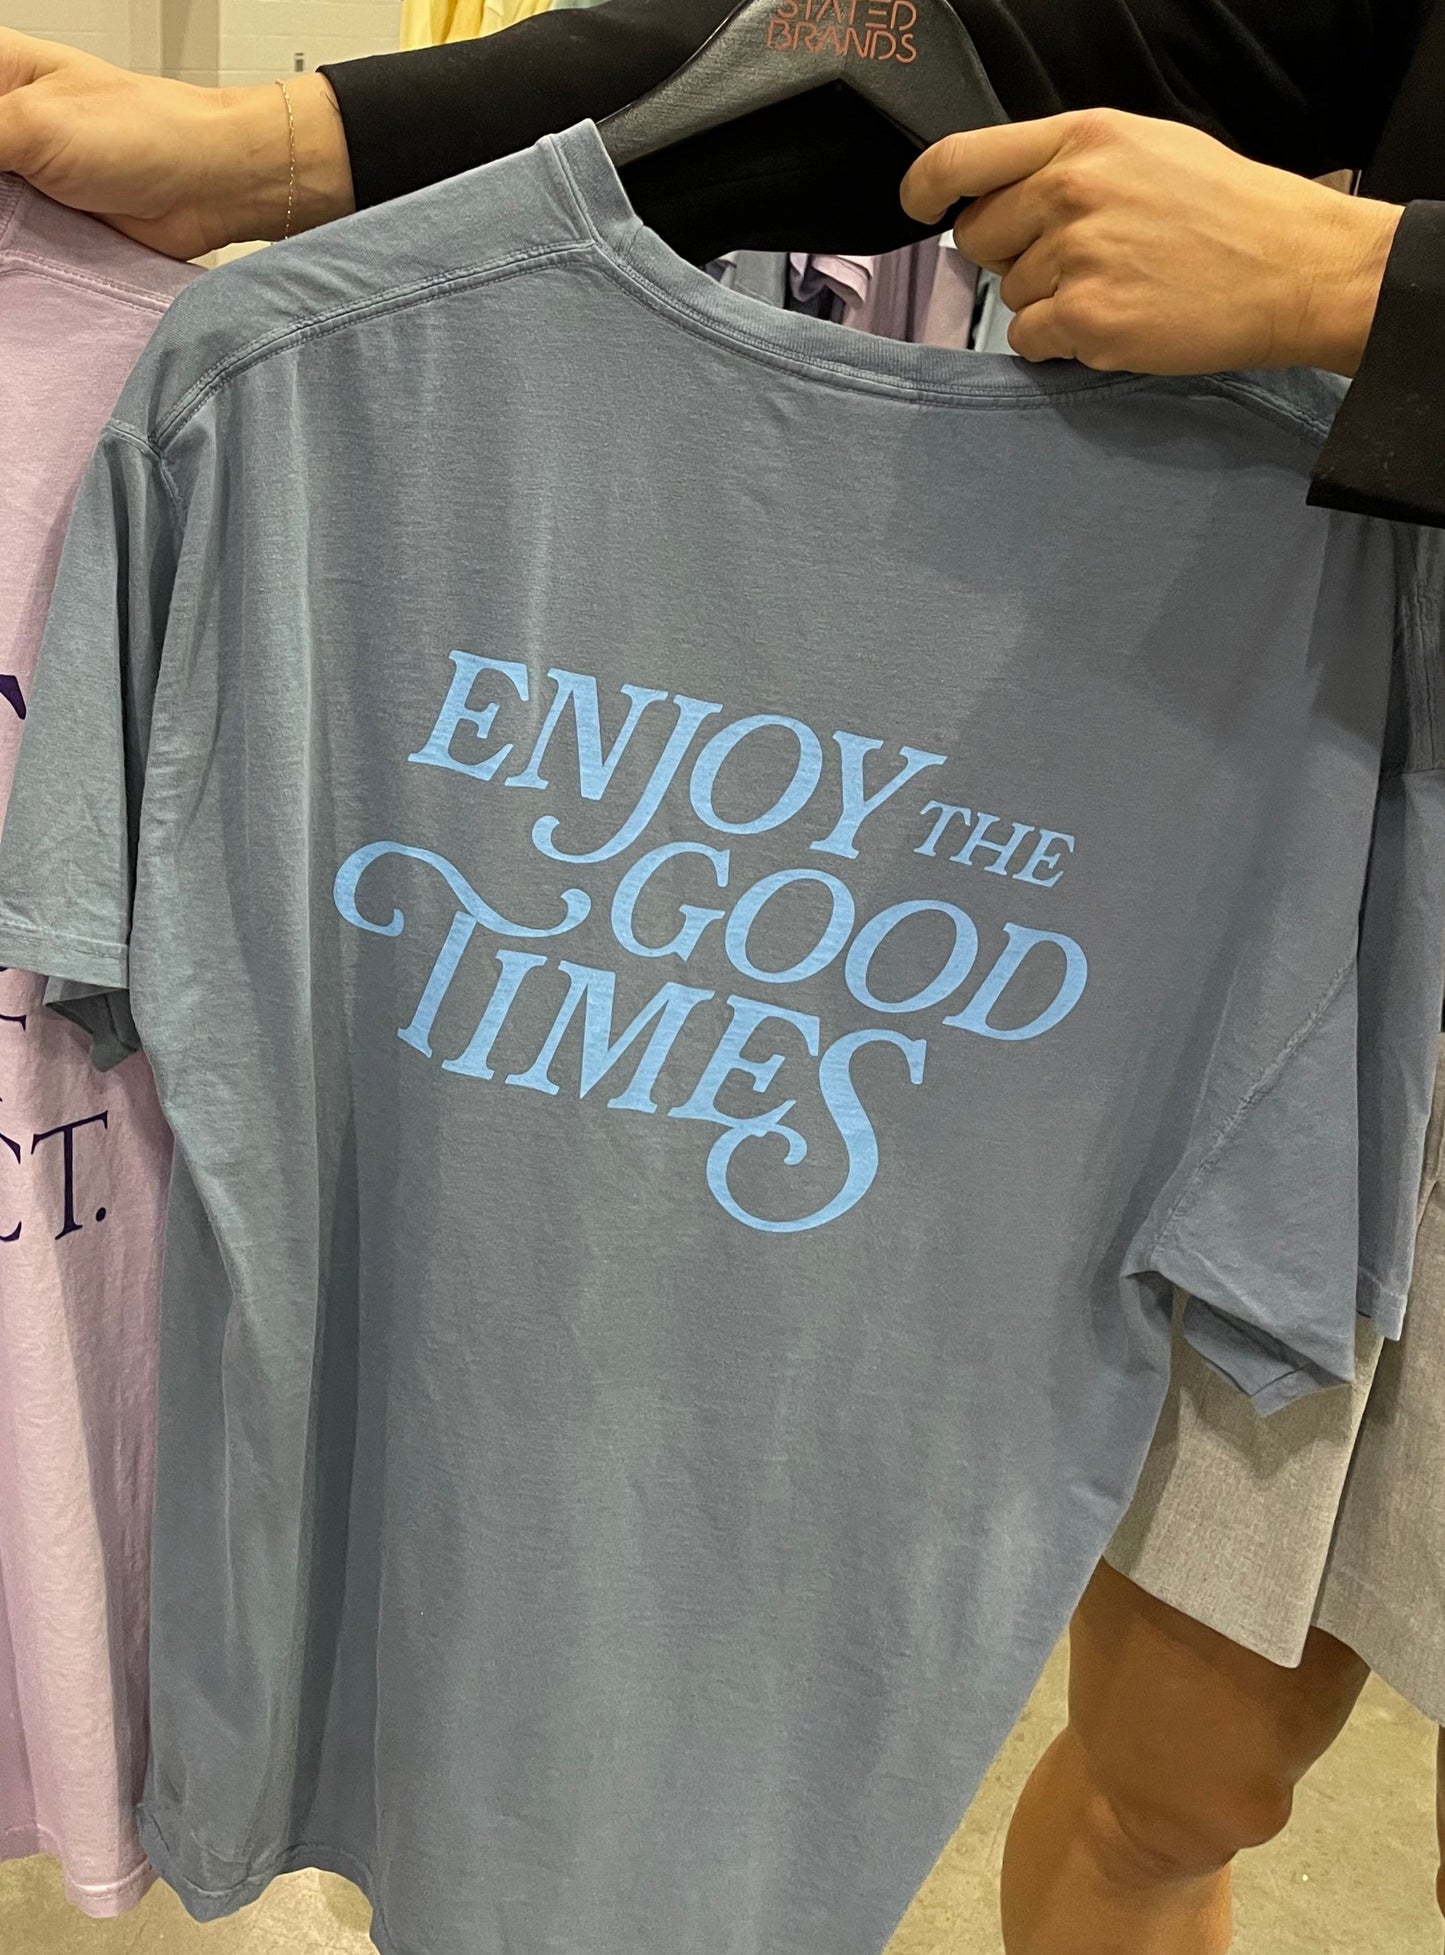 STATED
BRANDS
ENJOY THE
GOOD
TIMES
CT.